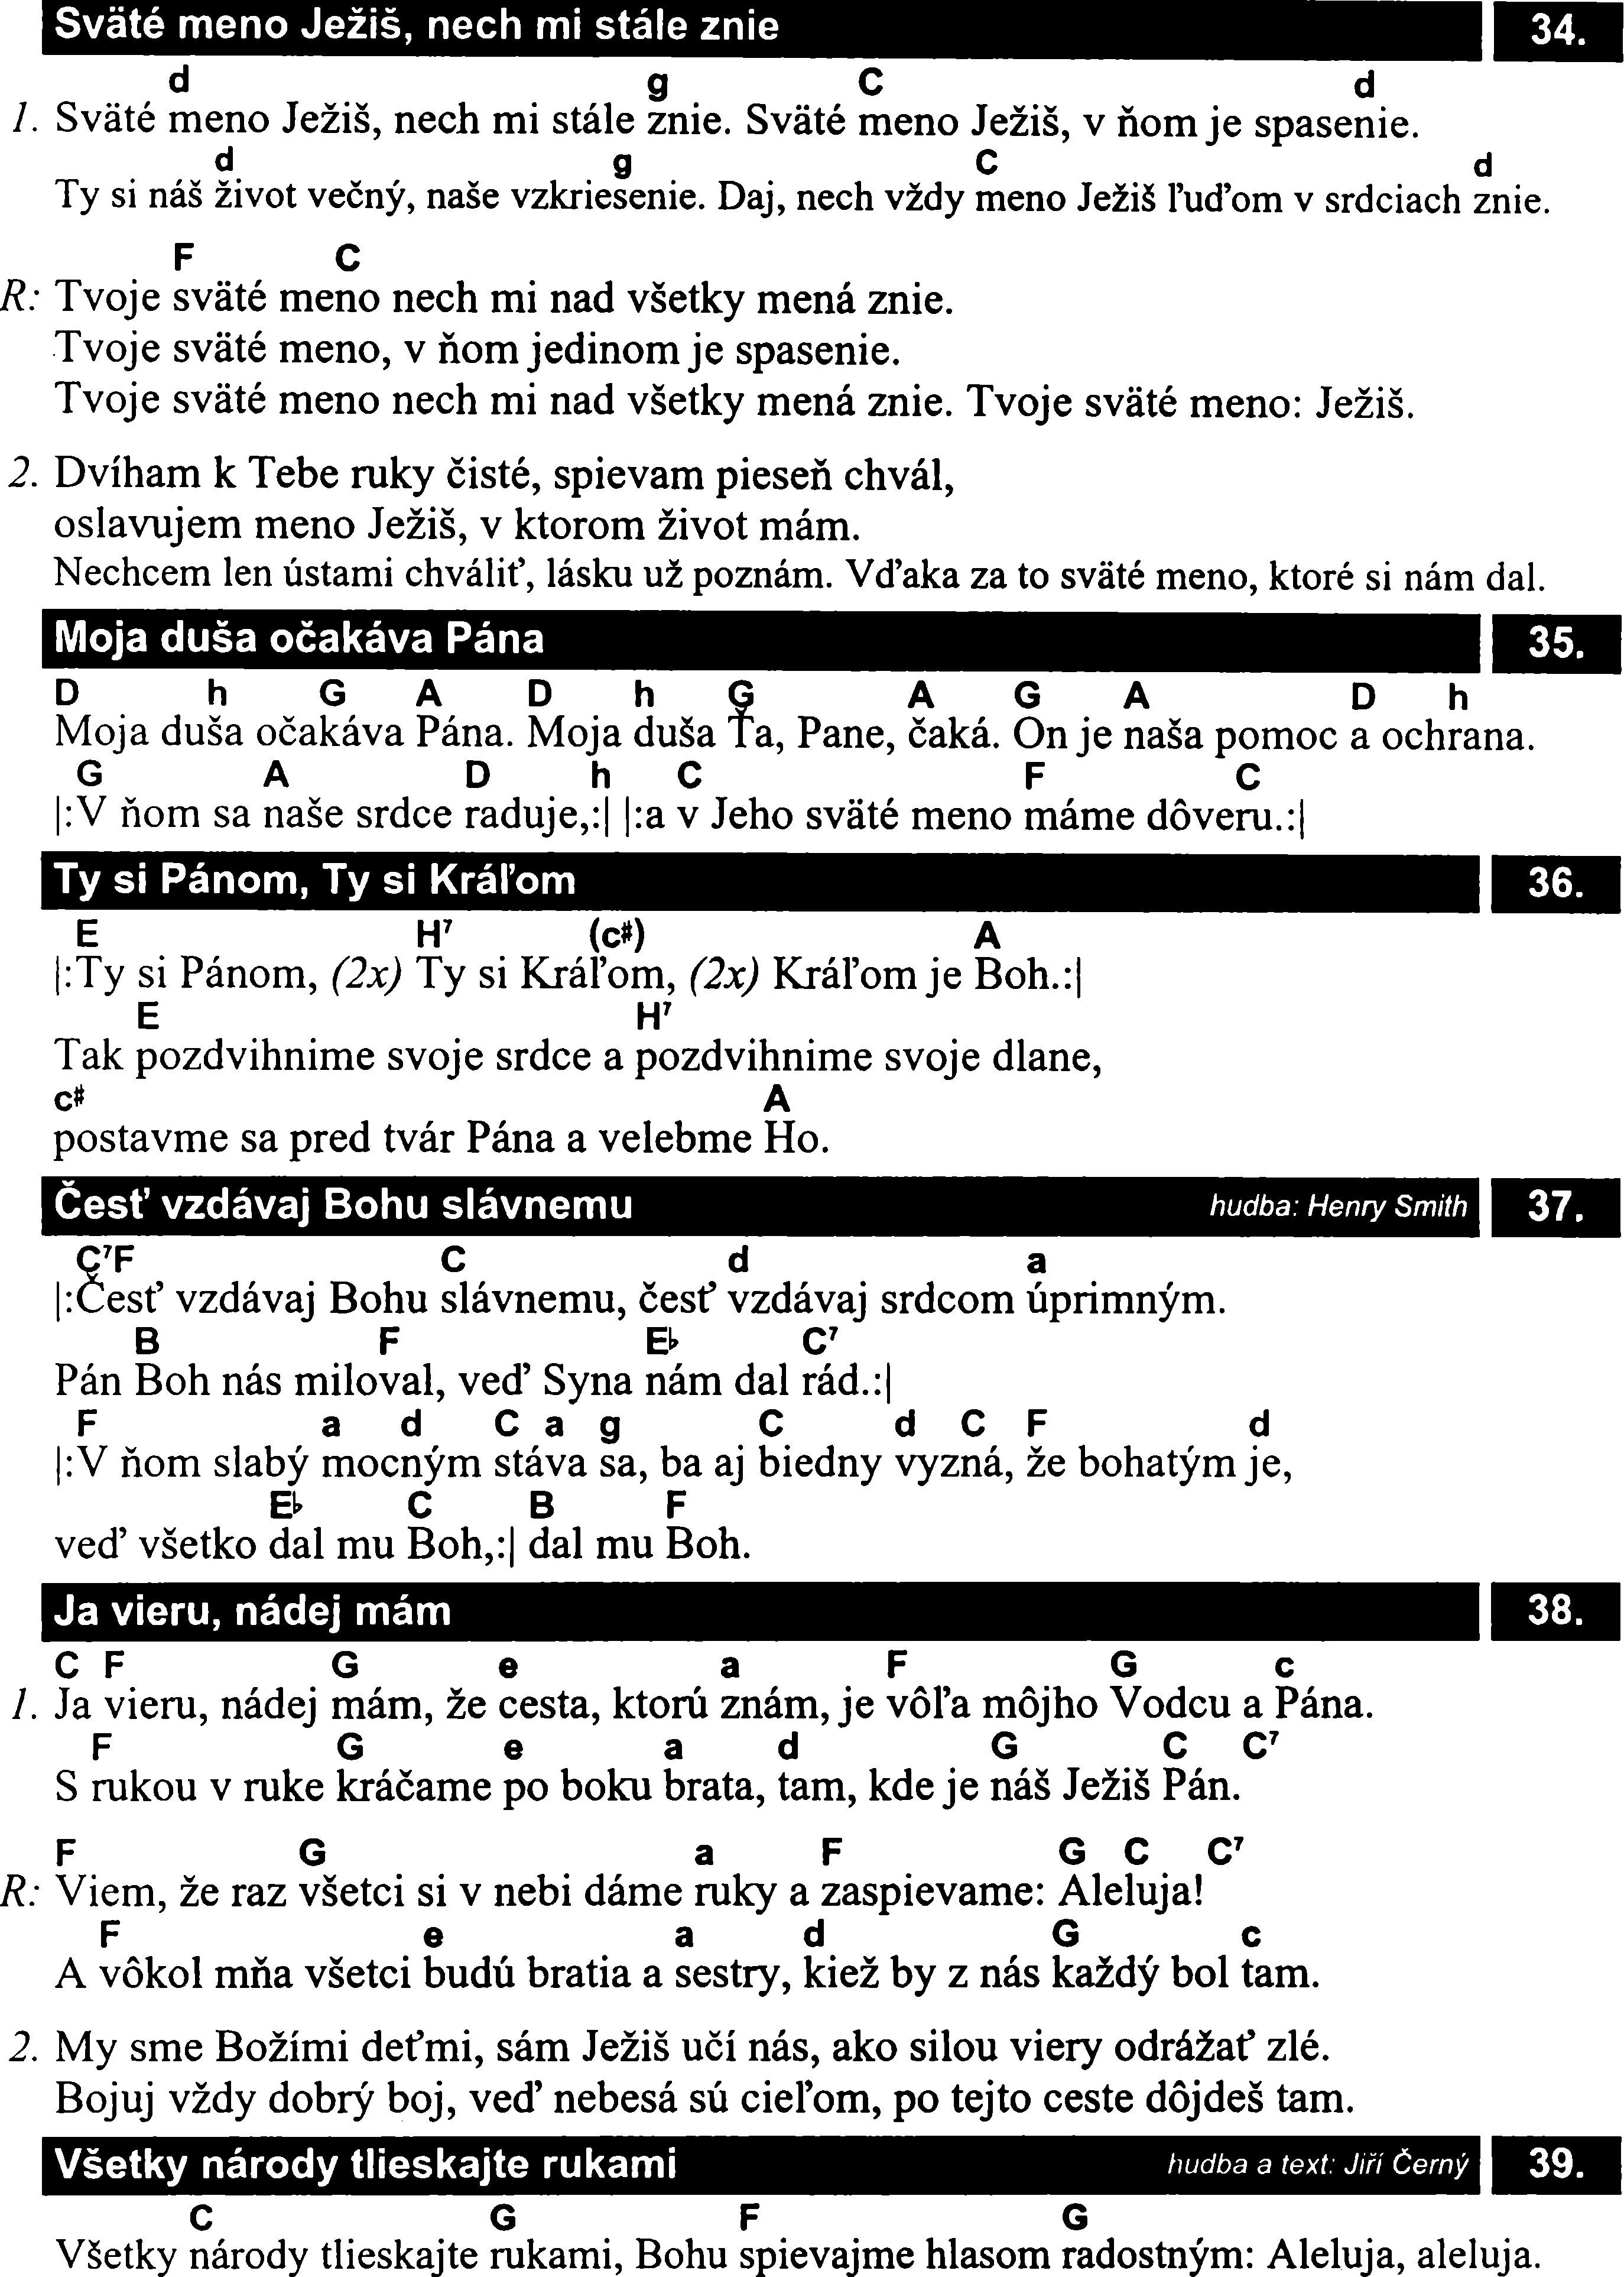 Sväté meno Ježiš, nech mi stále znie 34.
d g C d
1. Sväté meno Ježiš, nech mi stále znie. Sväté meno Ježiš, v ňom je spasenie.
d g C d
Ty si náš život večný, naše vzkriesenie. Daj, nech vždy meno Ježiš ľuďom v srdciach znie.
F C
R: Tvoje sväté meno nech mi nad všetky mená znie.
Tvoje sväté meno, v ňom jedinom je spasenie.
Tvoje sväté meno nech mi nad všetky mená znie. Tvoje sväté meno: Ježiš.
2. Dvíham k Tebe ruky čisté, spievam pieseň chvál,
oslavujem meno Ježiš, v ktorom život mám.
Nechcem len ústami chváliť, lásku už poznám. Vďaka za to sväté meno, ktoré si nám dal.
Moja duša očakáva Pána 35.
D h G A D h G A G A D h
Moja duša očakáva Pána. Moja duša Ťa, Pane, čaká. On je naša pomoc a ochrana.
G A D h C F C
|:V ňom sa naše srdce raduje,:| |:a v Jeho sväté meno máme dôveru.:|
Ty si Pánom, Ty si Kráľom 36.
E H⁷ (c#) A
|:Ty si Pánom, (2x) Ty si Kráľom, (2x) Kráľom je Boh.:|
E H⁷
Tak pozdvihnime svoje srdce a pozdvihnime svoje dlane,
c# A
postavme sa pred tvár Pána a velebme Ho.
Česť vzdávaj Bohu slávnemu hudba: Henry Smith 37.
C⁷F C d a
|:Česť vzdávaj Bohu slávnemu, česť vzdávaj srdcom úprimným.
B F E♭ C⁷
Pán Boh nás miloval, veď Syna nám dal rád.:|
F a d C a g C d C F d
|:V ňom slabý mocným stáva sa, ba aj biedny vyzná, že bohatým je,
E♭ C B F
veď všetko dal mu Boh,:| dal mu Boh.
Ja vieru, nádej mám 38.
C F G e a F G c
1. Ja vieru, nádej mám, že cesta, ktorú znám, je vôľa môjho Vodcu a Pána.
F G e a d G C C⁷
S rukou v ruke kráčame po boku brata, tam, kde je náš Ježiš Pán.
F G a F G C C⁷
R: Viem, že raz všetci si v nebi dáme ruky a zaspievame: Aleluja!
F e a d G c
A vôkol mňa všetci budú bratia a sestry, kiež by z nás každý bol tam.
2. My sme Božími deťmi, sám Ježiš učí nás, ako silou viery odrážať zlé.
Bojuj vždy dobrý boj, veď nebesá sú cieľom, po tejto ceste dôjdeš tam.
Všetky národy tlieskajte rukami hudba a text: Jiří Černý 39.
C G F G
Všetky národy tlieskajte rukami, Bohu spievajme hlasom radostným: Aleluja, aleluja.